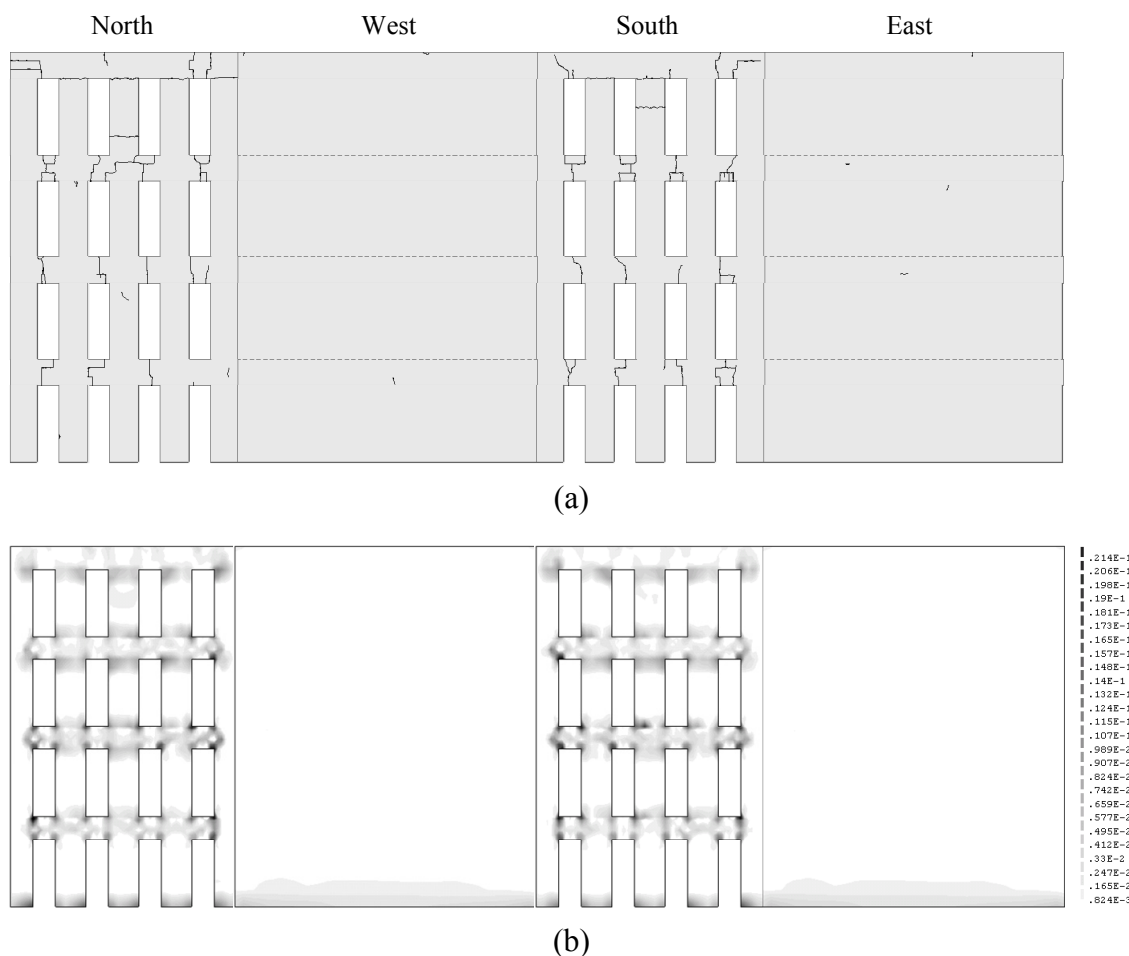 North West South East
(a)
.214E-1
.206E-1
.198E-1
.19E-1
.181E-1
.173E-1
.165E-1
.157E-1
.148E-1
.14E-1
.132E-1
.124E-1
.115E-1
.107E-1
.989E-2
.907E-2
.824E-2
.742E-2
.659E-2
.577E-2
.495E-2
.412E-2
.33E-2
.247E-2
.165E-2
.824E-3
(b)